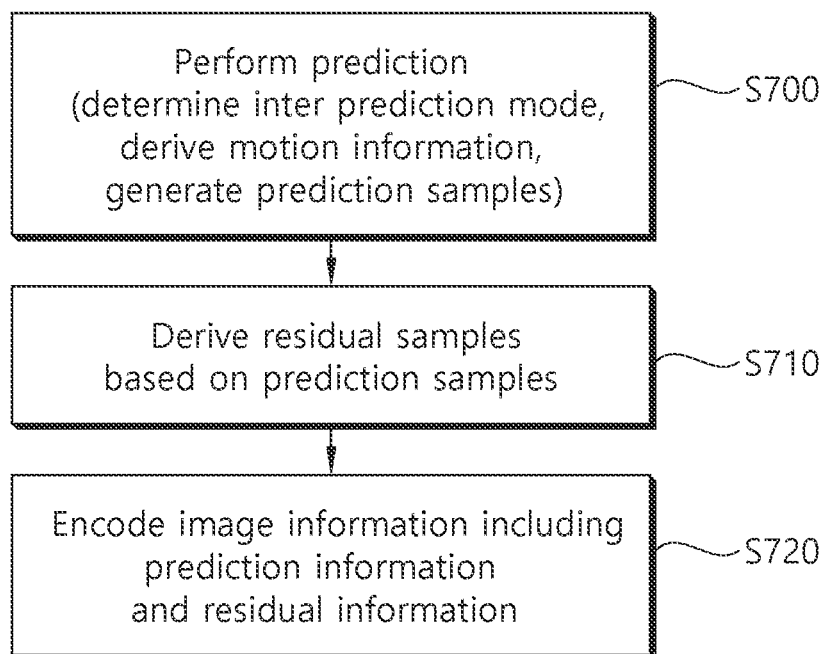 Perform prediction
(determine inter prediction mode,
derive motion information,
generate prediction samples)
S700
Derive residual samples
based on prediction samples
S710
Encode image information including
prediction information
and residual information
S720